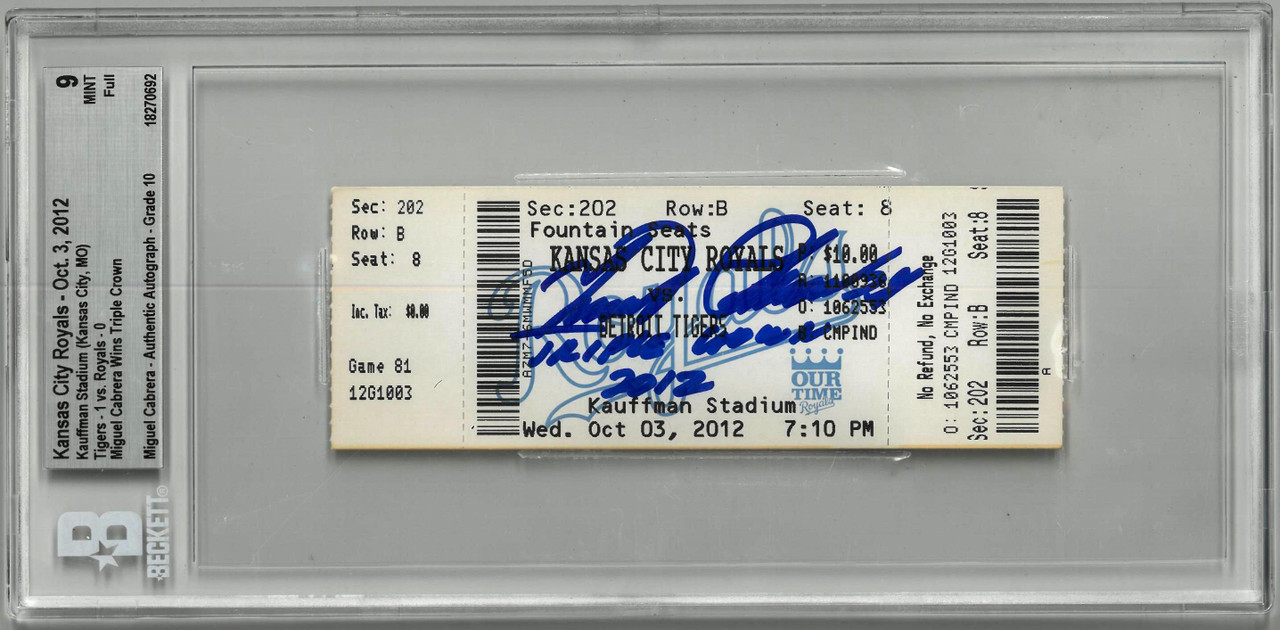 Kansas City Royals - Oct. 3, 2012
Kauffman Stadium (Kansas City, MO)
Tigers - 1 vs. Royals - 0
Miguel Cabrera Wins Triple Crown
Miguel Cabrera - Authentic Autograph - Grade 10
9
MINT
Full
18270692
B
BECKETT®
Sec: 202
Row: B
Seat: 8
Inc. Tax: $0.00
Game 81
12G1003
Sec:202 Row:B Seat: 8
Fountain Seats
KANSAS CITY ROYALS
vs.
DETROIT TIGERS
P: $10.00
O: 1062553
CMPIND
Royals
TRIPLE CROWN
2012
OUR
TIME
Royals
Kauffman Stadium
Wed. Oct 03, 2012 7:10 PM
No Refund, No Exchange
O: 1062553 CMPIND 12G1003
Sec:202 Row:B Seat:8
A